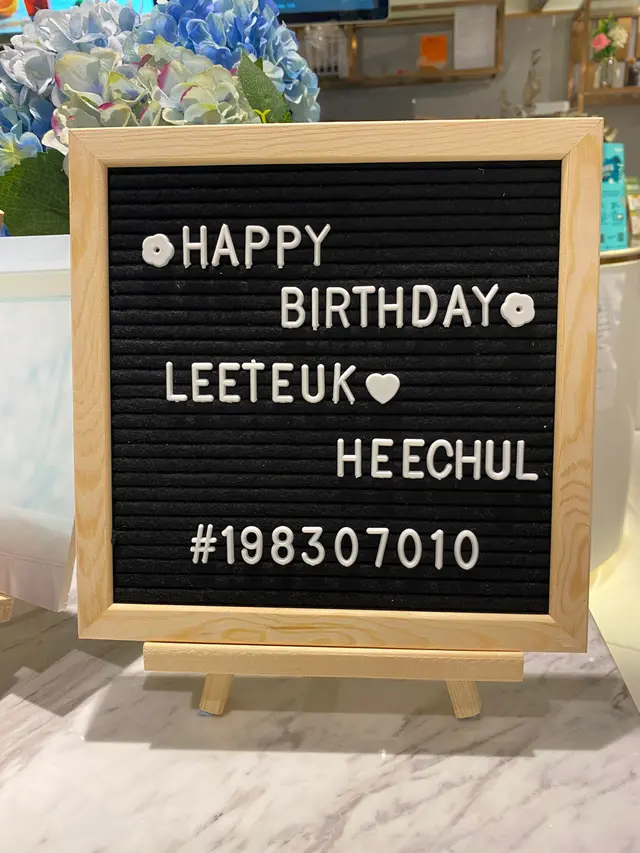 HAPPY
BIRTHDAY
LEETEUK♥
HEECHUL
#198307010